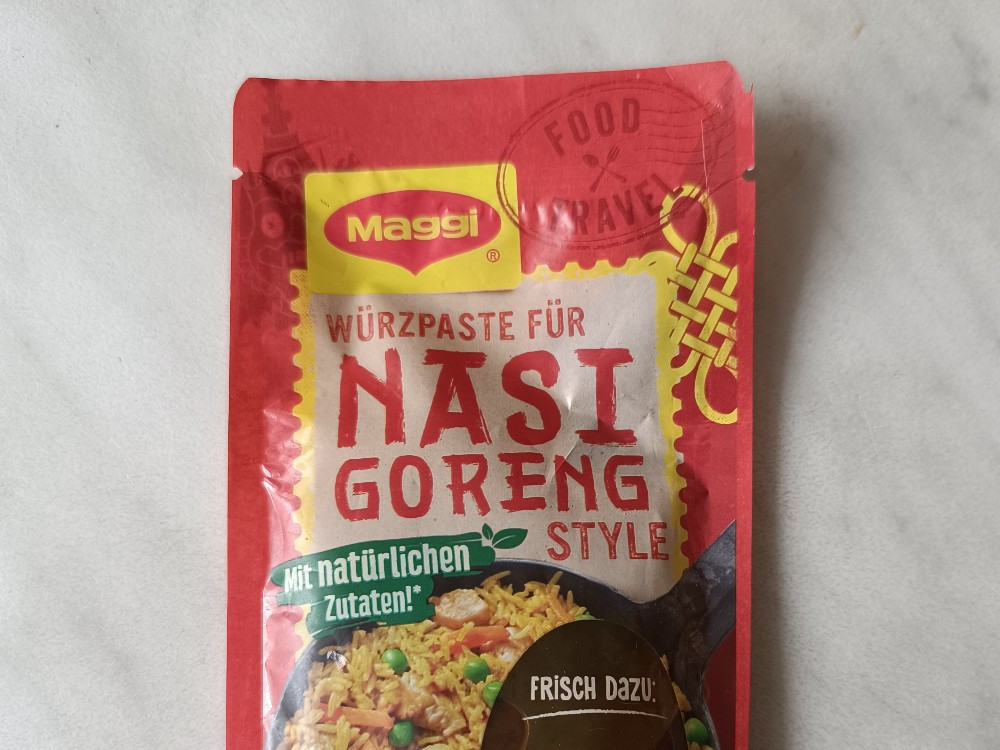 FOOD
TRAVEL
Maggi
®
WÜRZPASTE FÜR
NASI
GORENG
STYLE
Mit natürlichen
Zutaten!*
FRISCH DAZU: